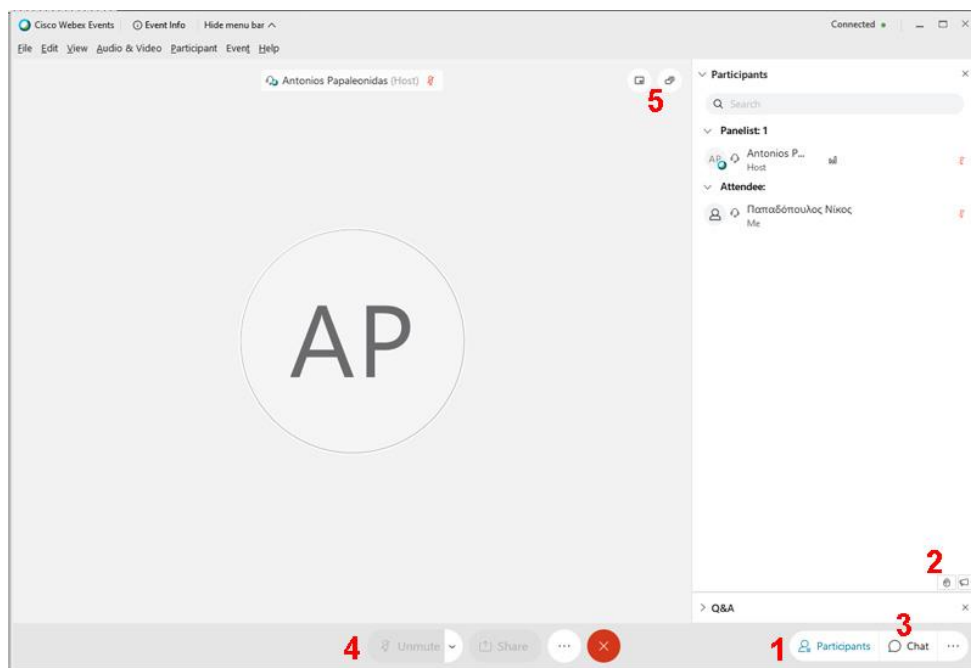 Cisco Webex Events Event Info Hide menu bar Connected
File Edit View Audio & Video Participant Event Help
Antonios Papaleonidas (Host)
5
AP
4 Unmute Share
Participants
Search
Panelist: 1
AP Antonios P...
Host
Attendee:
Παπαδόπουλος Νίκος
Me
2
Q&A
3
1 Participants Chat